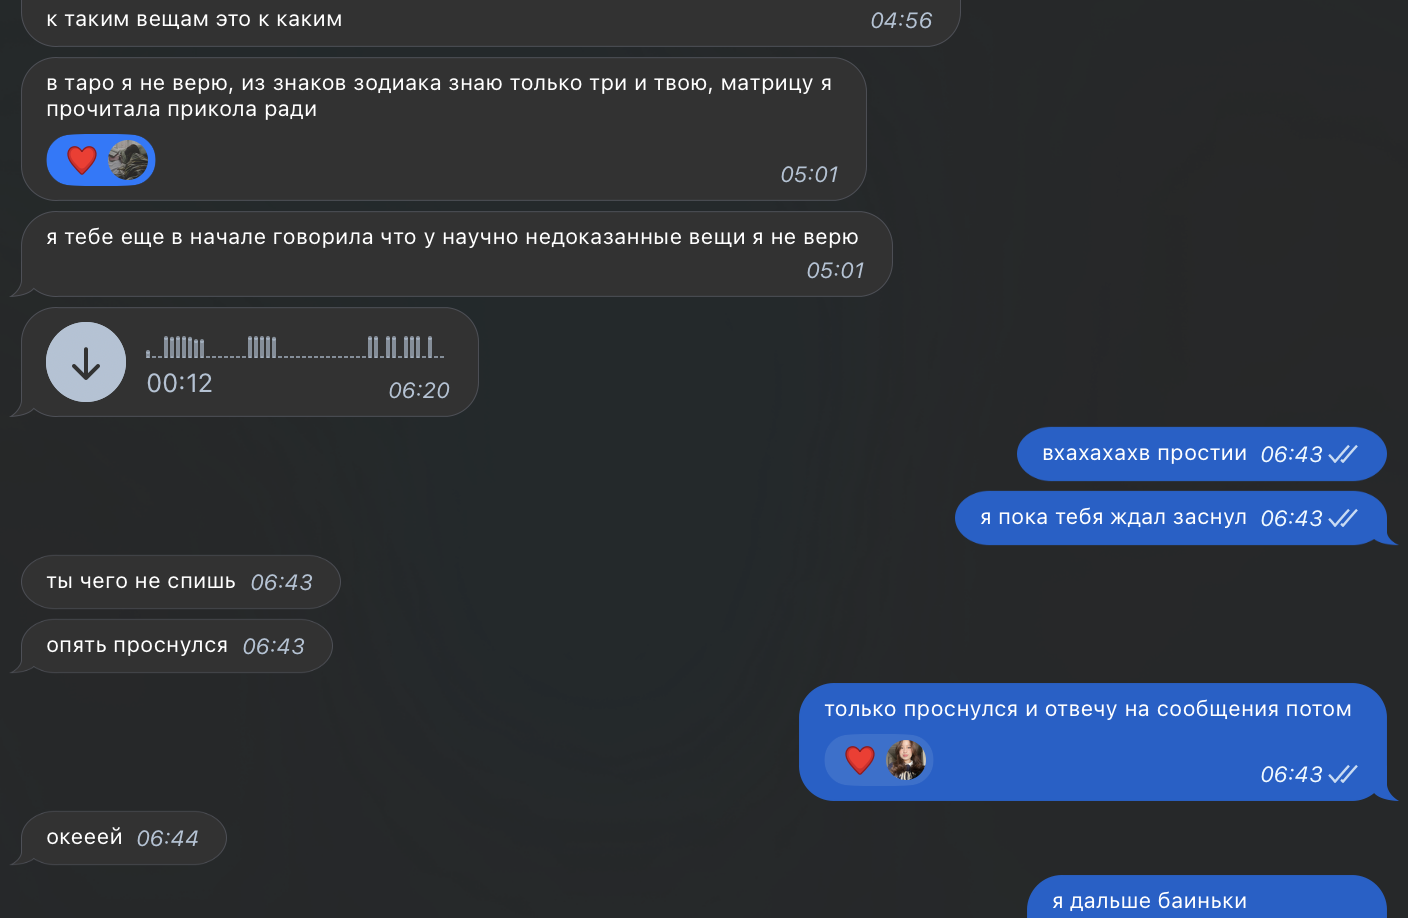 к таким вещам это к каким
04:56
в таро я не верю, из знаков зодиака знаю только три и твою, матрицу я
прочитала прикола ради
05:01
я тебе еще в начале говорила что у научно недоказанные вещи я не верю
05:01
00:12
06:20
вхахахахв простии 06:43
я пока тебя ждал заснул 06:43
ты чего не спишь 06:43
опять проснулся 06:43
только проснулся и отвечу на сообщения потом
06:43
океeей 06:44
я дальше баиньки